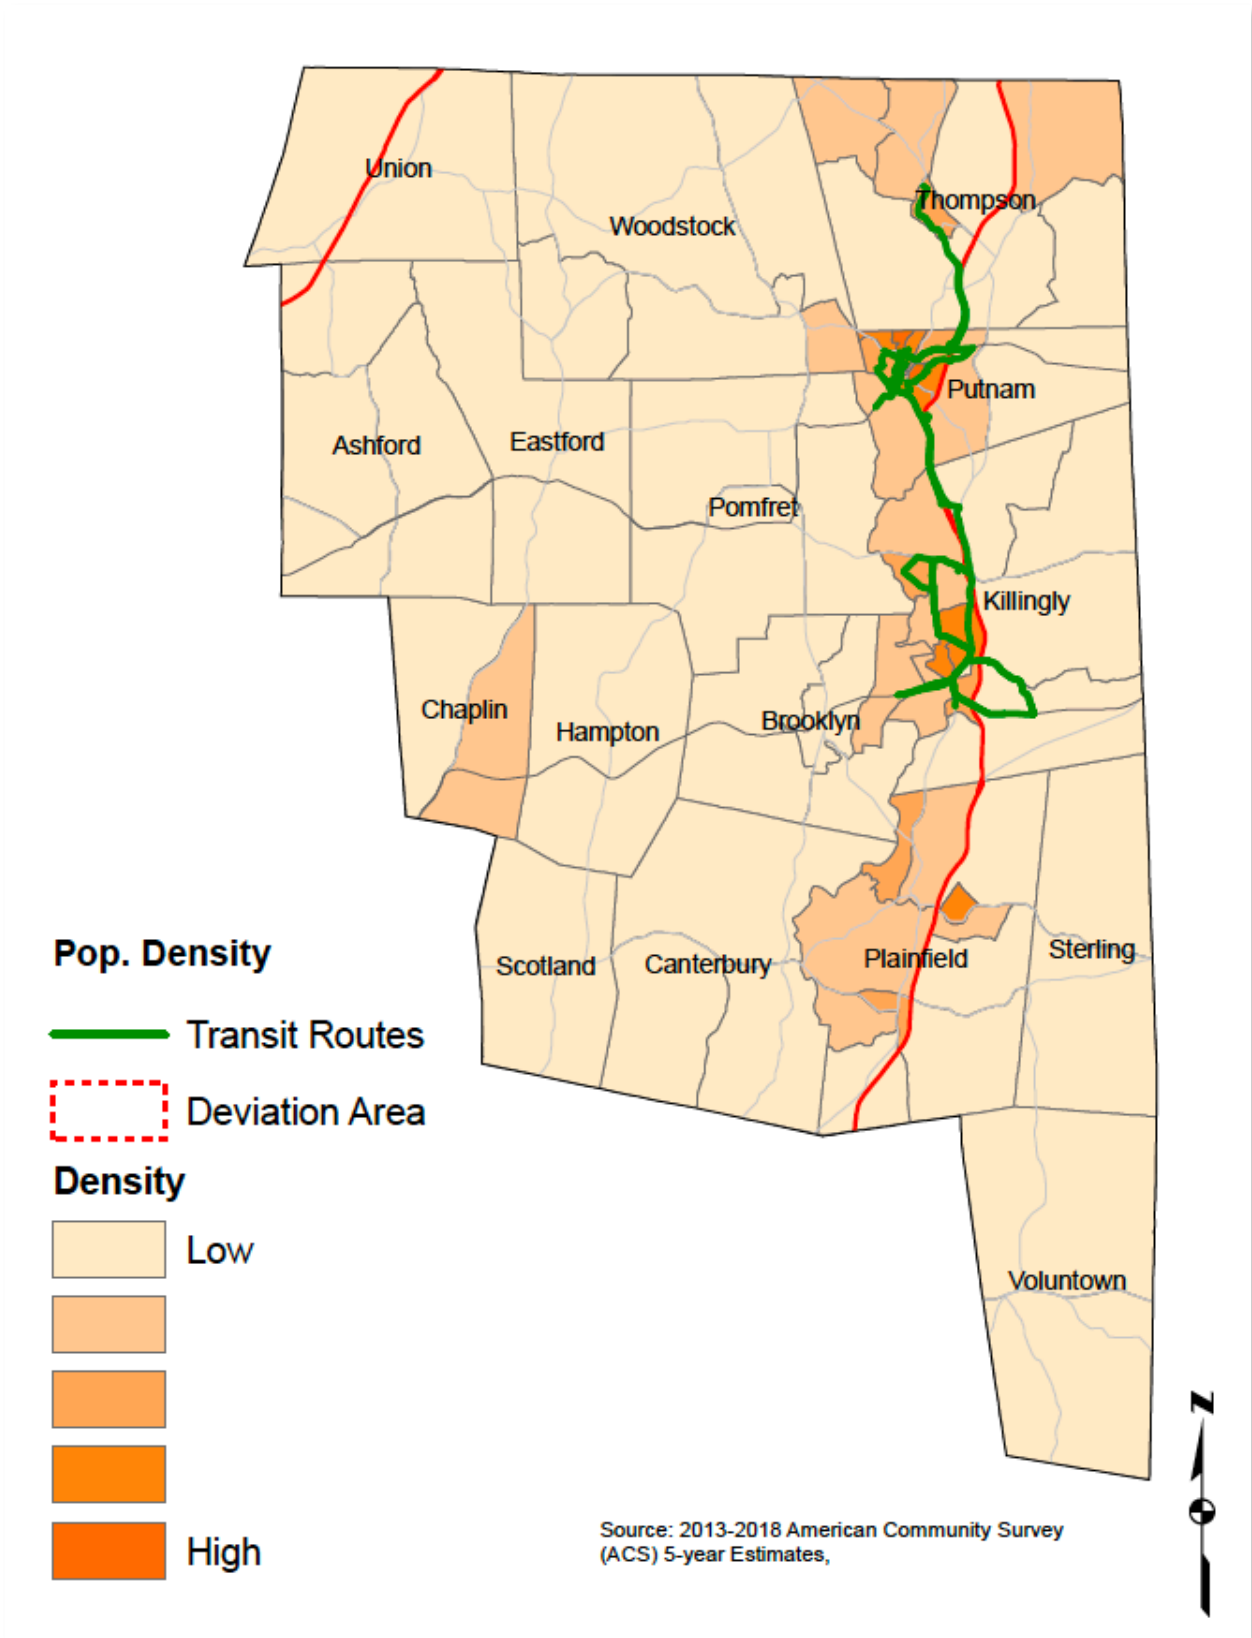 Union
Thompson
Woodstock
Putnam
Ashford
Eastford
Pomfret
Killingly
Chaplin
Hampton
Brooklyn
Scotland
Canterbury
Plainfield
Sterling
Voluntown
Pop. Density
Transit Routes
Deviation Area
Density
Low
High
Source: 2013-2018 American Community Survey
(ACS) 5-year Estimates,
N